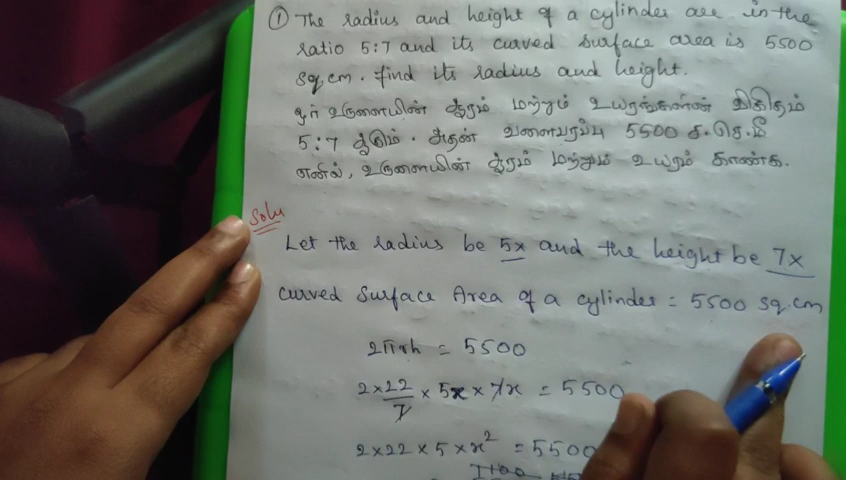 ① The radius and height of a cylinder are in the
ratio 5:7 and its curved surface area is 5500
sq.cm. find its radius and height.
ஓர் உருளையின் ஆரம் மற்றும் உயரங்களின் விகிதம்
5:7 ஆகும். அதன் வளைபரப்பு 5500 ச.செ.மீ
எனில், உருளையின் ஆரம் மற்றும் உயரம் காண்க.
Solu
Let the radius be 5x and the height be 7x
curved Surface Area of a cylinder = 5500 sq.cm
2πrh = 5500
2 × 22/7 × 5x × 7x = 5500
2 × 22 × 5 × x² = 5500